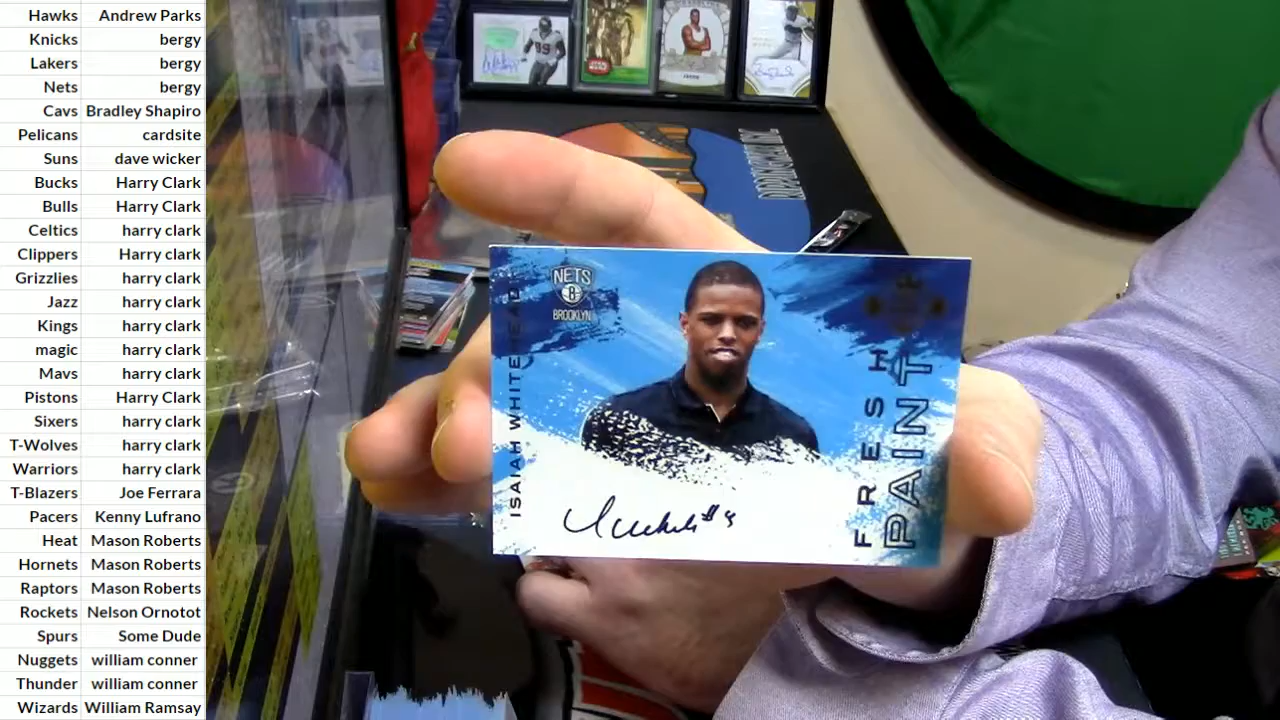 Hawks Andrew Parks
Knicks bergy
Lakers bergy
Nets bergy
Cavs Bradley Shapiro
Pelicans cardsite
Suns dave wicker
Bucks Harry Clark
Bulls Harry Clark
Celtics harry clark
Clippers Harry Clark
Grizzlies harry clark
Jazz harry clark
Kings harry clark
magic harry clark
Mavs harry clark
Pistons Harry Clark
Sixers harry clark
T-Wolves harry clark
Warriors harry clark
T-Blazers Joe Ferrara
Pacers Kenny Lufrano
Heat Mason Roberts
Hornets Mason Roberts
Raptors Mason Roberts
Rockets Nelson Ornotot
Spurs Some Dude
Nuggets william conner
Thunder william conner
Wizards William Ramsay
NETS
B
BROOKLYN
ISAIAH WHITEHEAD
FRESH
PAINT
99
STAR
WARS